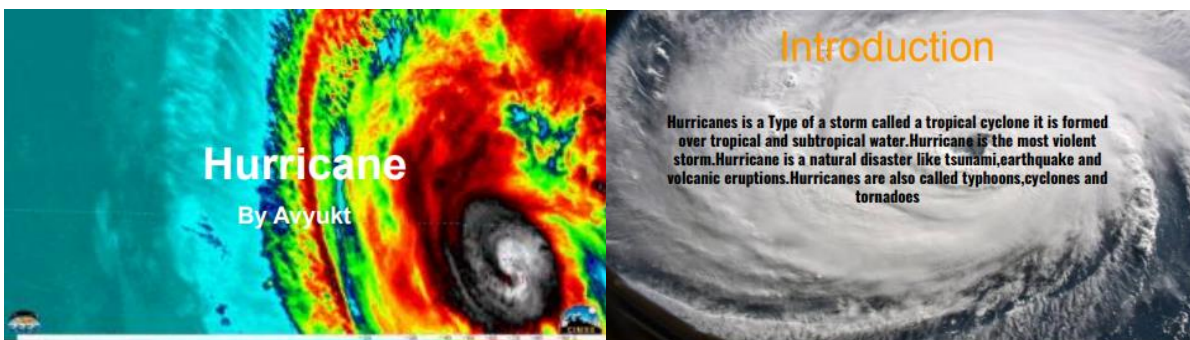 Hurricane
By Avyukt
Introduction
Hurricanes is a Type of a storm called a tropical cyclone it is formed
over tropical and subtropical water.Hurricane is the most violent
storm.Hurricane is a natural disaster like tsunami,earthquake and
volcanic eruptions.Hurricanes are also called typhoons,cyclones and
tornadoes
CIMSS